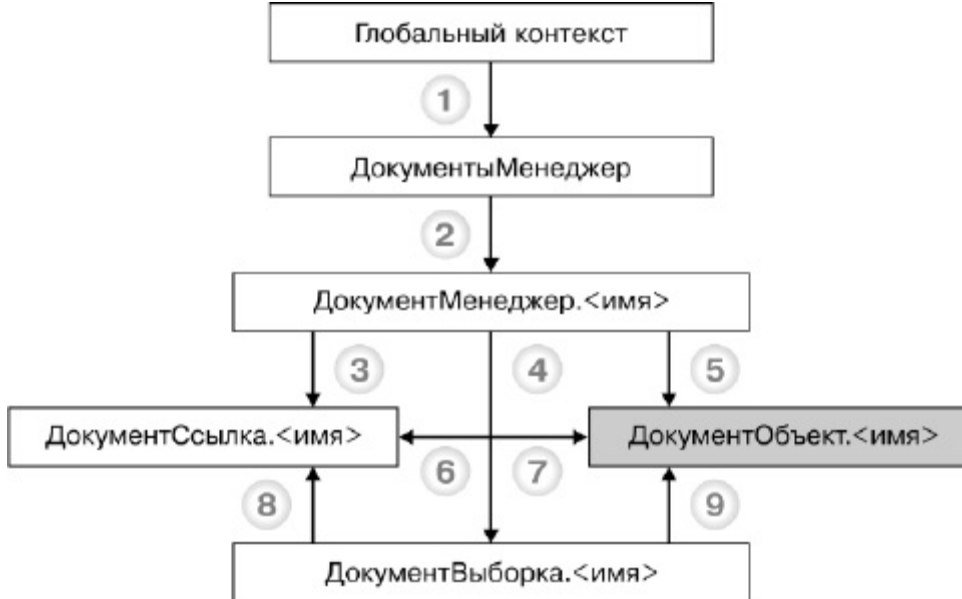 Глобальный контекст
1
ДокументыМенеджер
2
ДокументМенеджер.<имя>
3
4
5
ДокументСсылка.<имя>
ДокументОбъект.<имя>
6
7
8
9
ДокументВыборка.<имя>